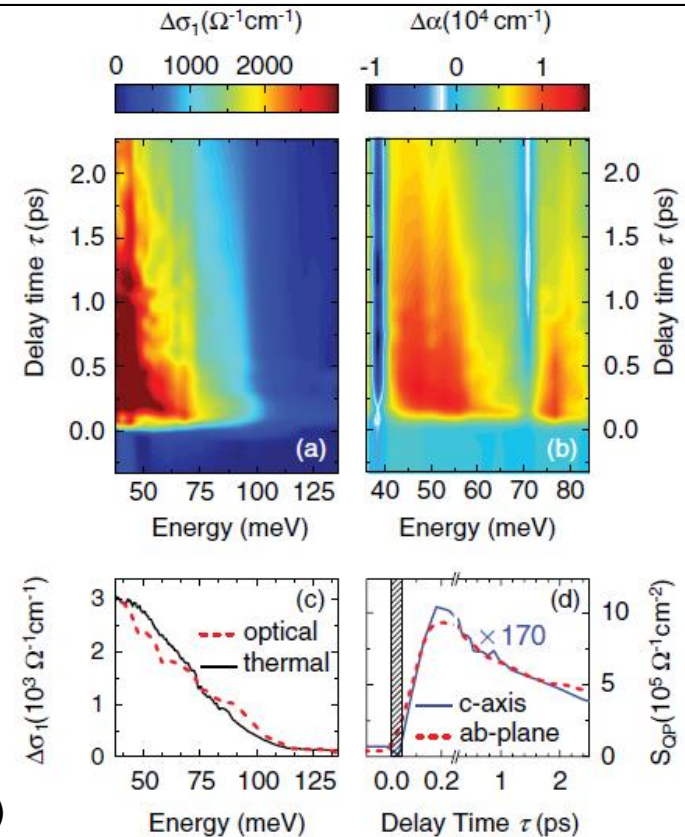 Δσ₁(Ω⁻¹cm⁻¹) Δα(10⁴ cm⁻¹)
0 1000 2000 -1 0 1
2.0 2.0
1.5 1.5
1.0 1.0
0.5 0.5
0.0 0.0
Delay time τ (ps)
Delay time τ (ps)
(a) (b)
50 75 100 125 40 50 60 70 80
Energy (meV) Energy (meV)
3 (c) (d) 10
optical × 170
2 thermal
1 c-axis 5
ab-plane
0 0
Δσ₁(10³ Ω⁻¹cm⁻¹)
S_QP(10⁵ Ω⁻¹cm⁻²)
50 75 100 125 0.0 0.2 1 2
Energy (meV) Delay Time τ (ps)
)